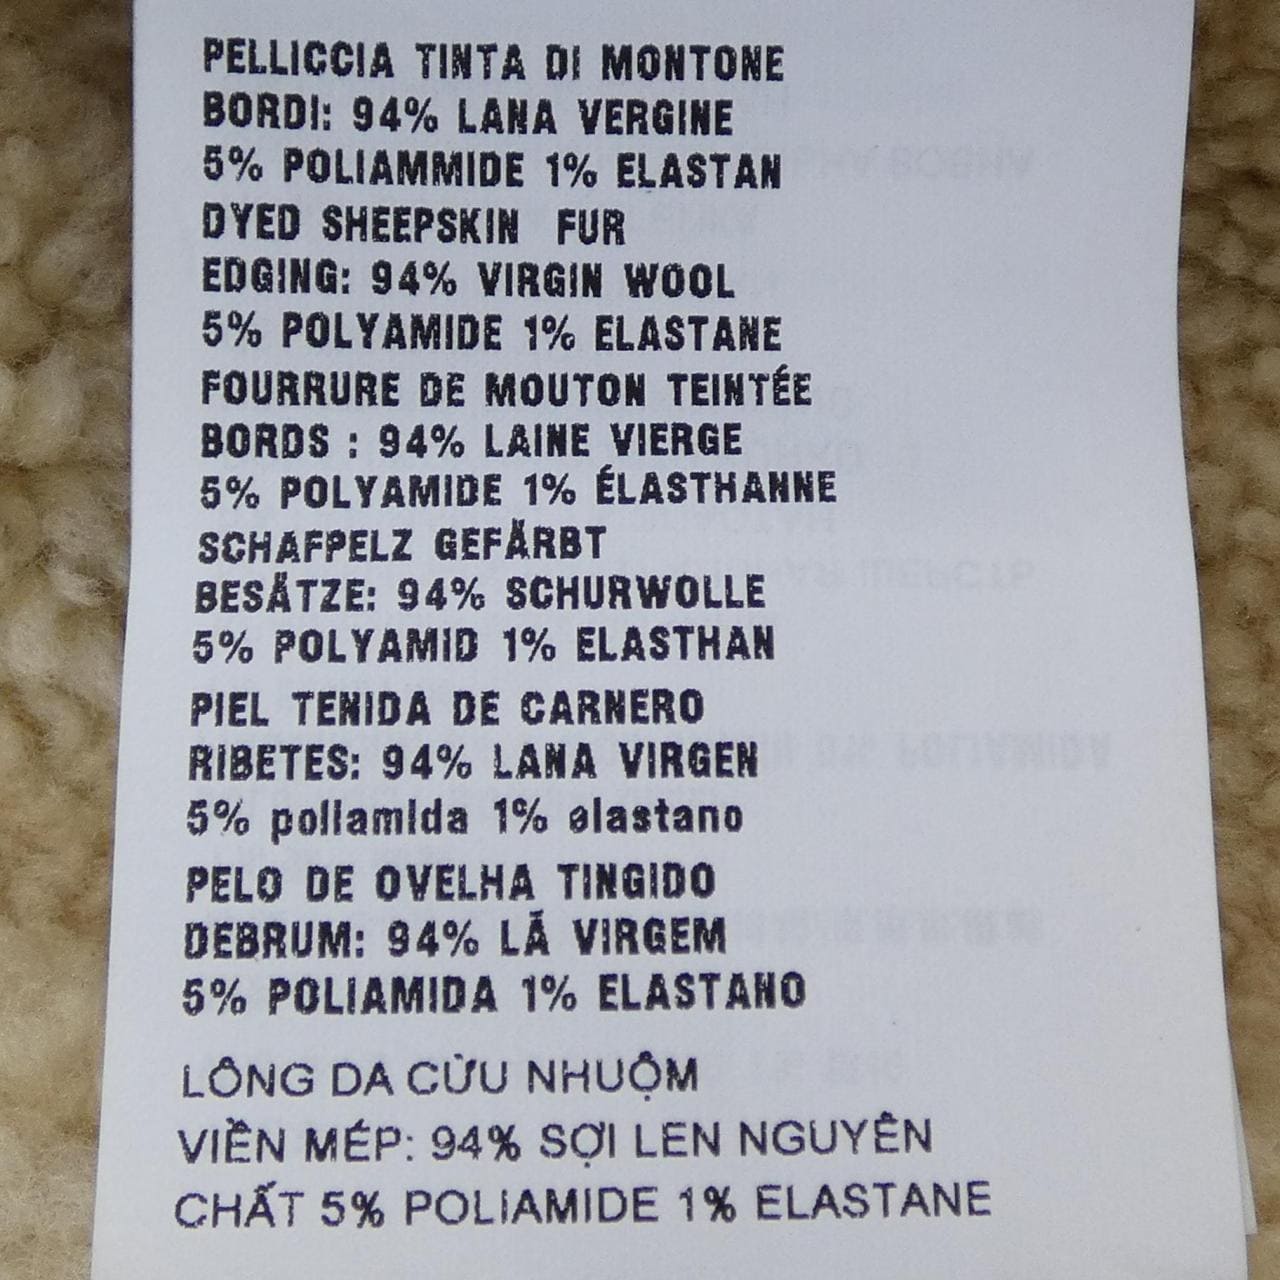 PELLICCIA TINTA DI MONTONE
BORDI: 94% LANA VERGINE
5% POLIAMMIDE 1% ELASTAN
DYED SHEEPSKIN FUR
EDGING: 94% VIRGIN WOOL
5% POLYAMIDE 1% ELASTANE
FOURRURE DE MOUTON TEINTÉE
BORDS : 94% LAINE VIERGE
5% POLYAMIDE 1% ÉLASTHANNE
SCHAFPELZ GEFÄRBT
BESÄTZE: 94% SCHURWOLLE
5% POLYAMID 1% ELASTHAN
PIEL TENIDA DE CARNERO
RIBETES: 94% LANA VIRGEN
5% poliamida 1% elastano
PELO DE OVELHA TINGIDO
DEBRUM: 94% LÃ VIRGEM
5% POLIAMIDA 1% ELASTANO
LÔNG DA CỪU NHUỘM
VIỀN MÉP: 94% SỢI LEN NGUYÊN
CHẤT 5% POLIAMIDE 1% ELASTANE